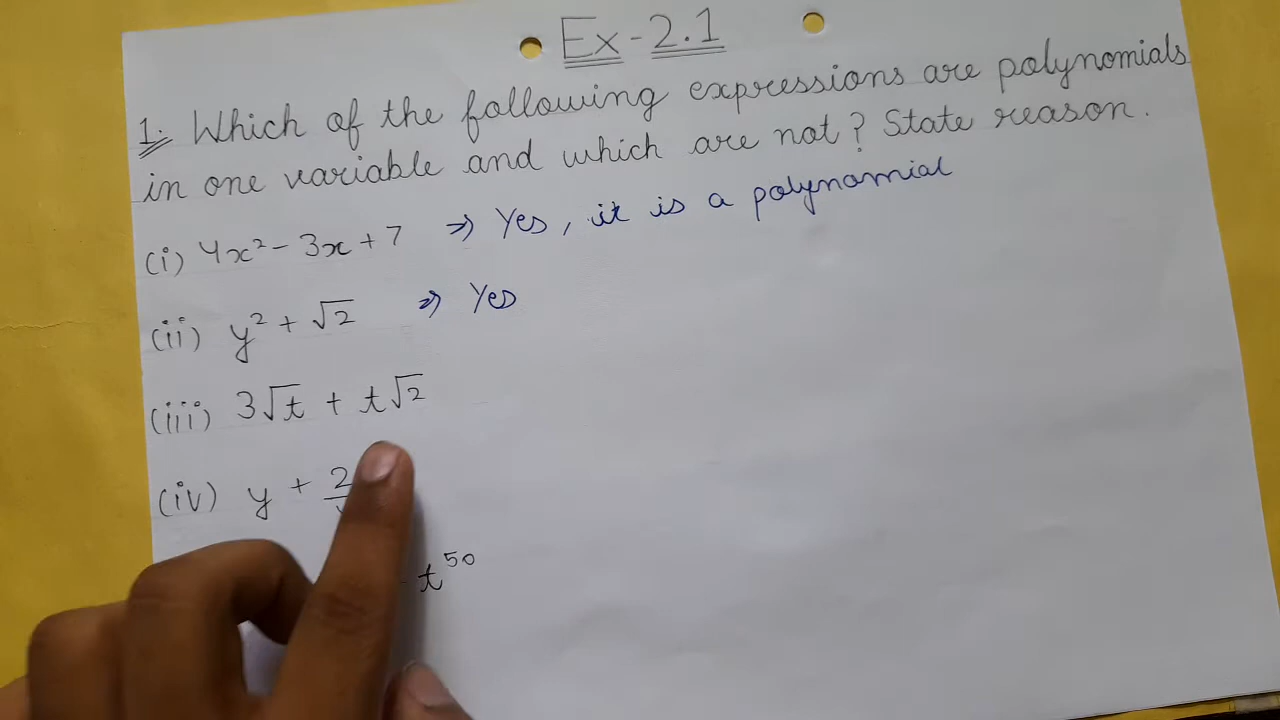 Ex-2.1
1. Which of the following expressions are polynomials
in one variable and which are not? State reason.
(i) 4x² - 3x + 7 ⇒ Yes, it is a polynomial
(ii) y² + √2 ⇒ Yes
(iii) 3√t + t√2
(iv) y + 2
t⁵⁰